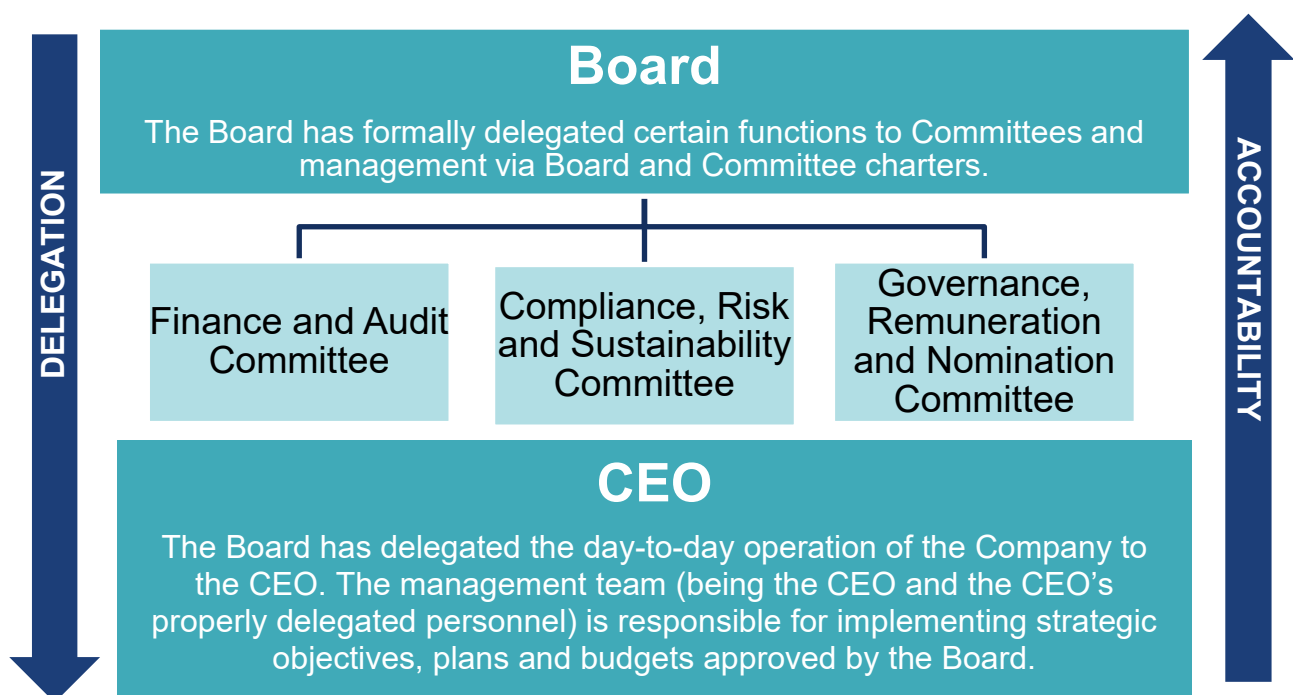 DELEGATION
Board
The Board has formally delegated certain functions to Committees and
management via Board and Committee charters.
ACCOUNTABILITY
Finance and Audit
Committee
Compliance, Risk
and Sustainability
Committee
Governance,
Remuneration
and Nomination
Committee
CEO
The Board has delegated the day-to-day operation of the Company to
the CEO. The management team (being the CEO and the CEO’s
properly delegated personnel) is responsible for implementing strategic
objectives, plans and budgets approved by the Board.